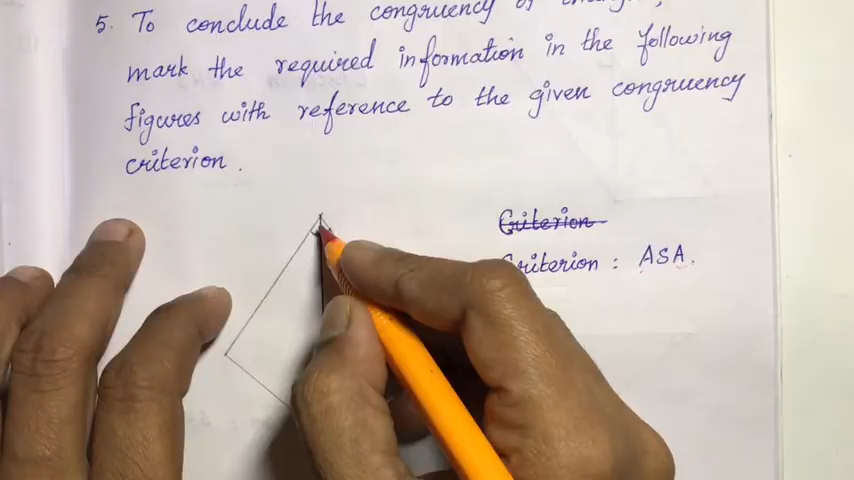 5. To conclude the congruency of
mark the required information in the following
figures with reference to the given congruency
criterion.
Criterion
Criterion : ASA.